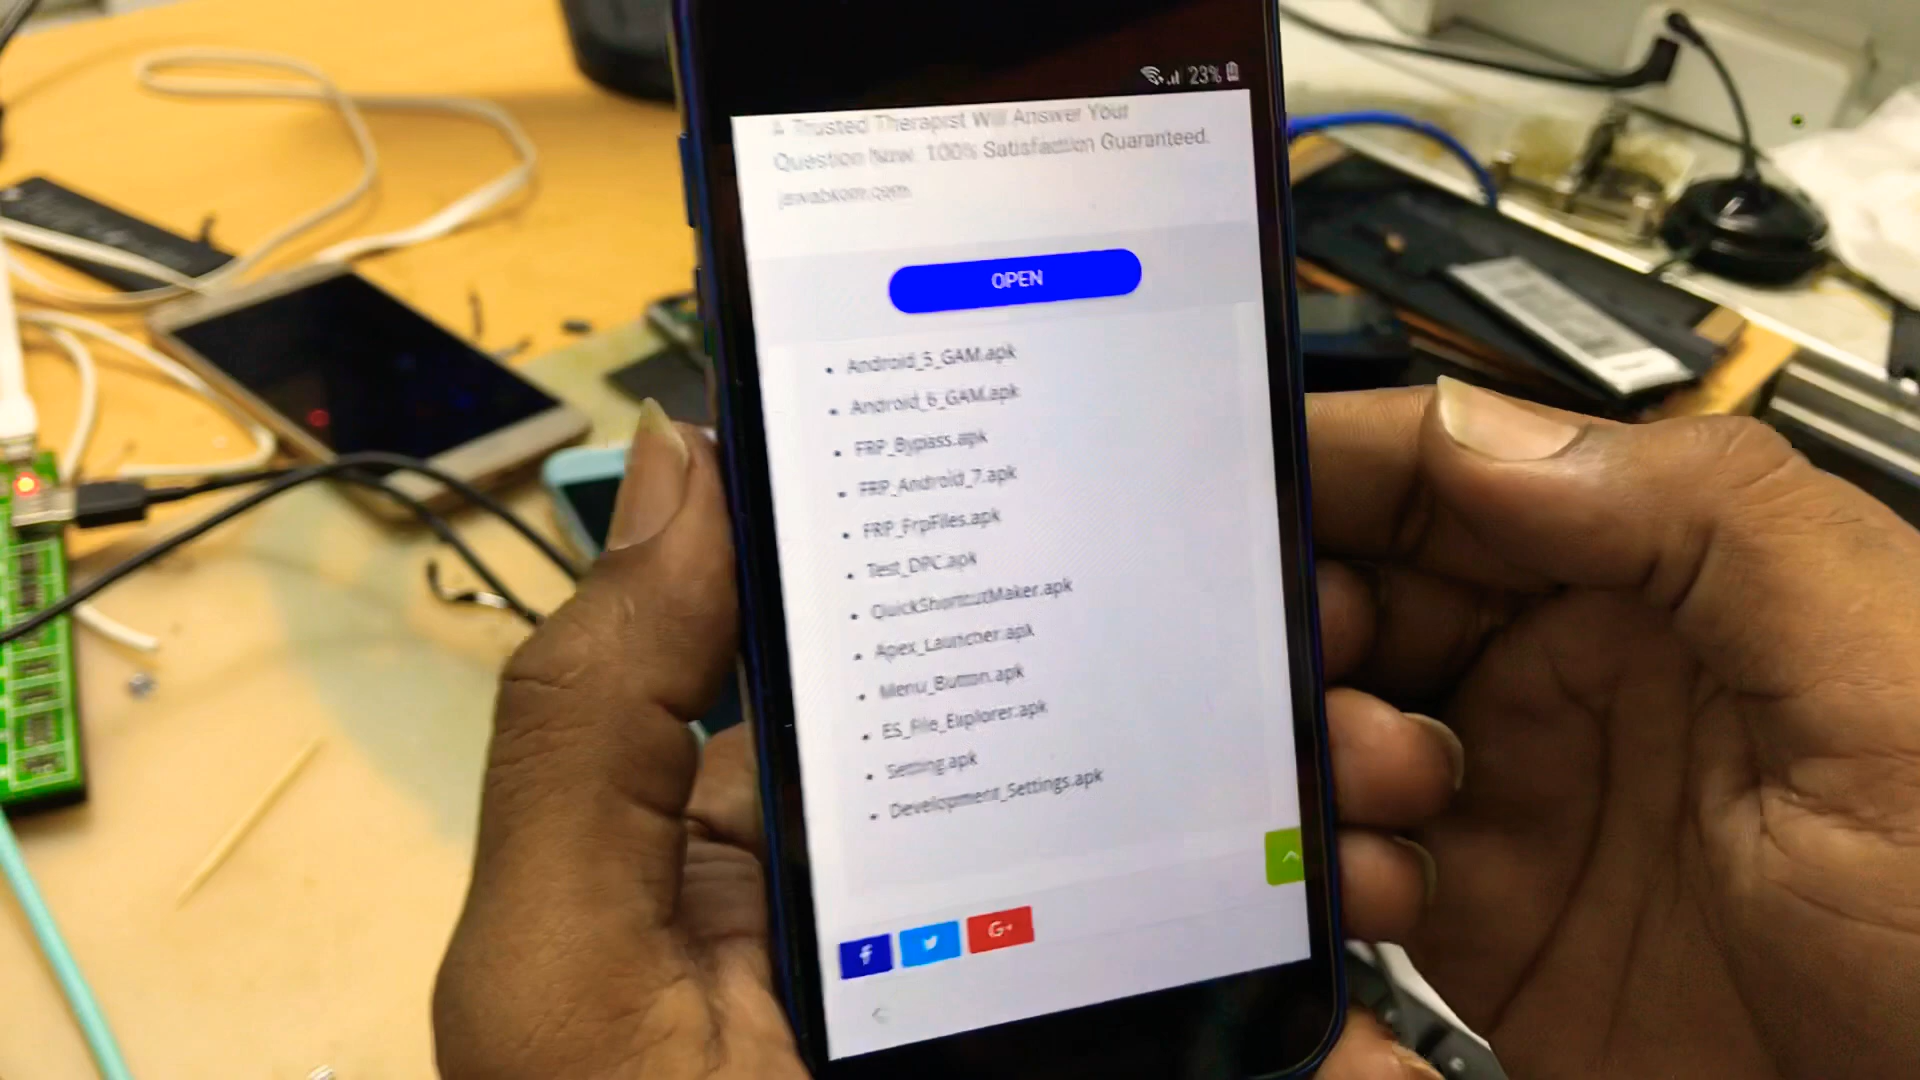 23%
A Trusted Therapist Will Answer Your
Question Now. 100% Satisfaction Guaranteed.
OPEN
Android_5_GAM.apk
Android_6_GAM.apk
FRP_Bypass.apk
FRP_Android_7.apk
FRP_FrpFiles.apk
Test_DPC.apk
QuickShortcutMaker.apk
Apex_Launcher.apk
Menu_Button.apk
ES_File_Explorer.apk
Setting.apk
Development_Settings.apk
f
G+